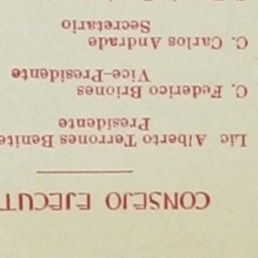 CONSEJO EJECUT
Lic Alberto Terrones Benite
Presidente
C. Federico Briones
Vice-Presidente
C. Carlos Andrade
Secretario